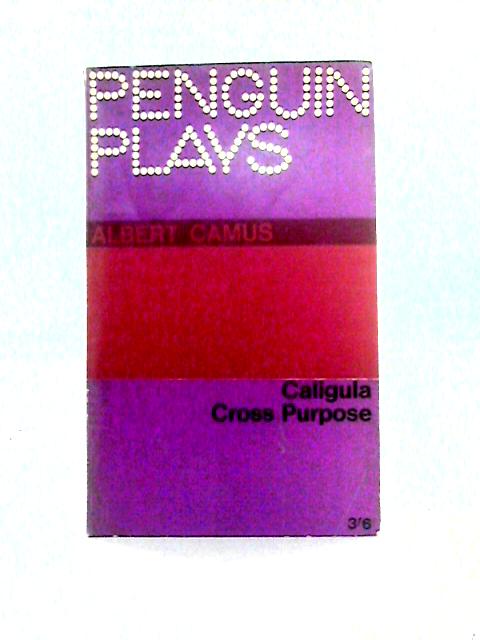 PENGUIN
PLAYS
ALBERT CAMUS
Caligula
Cross Purpose
3'6